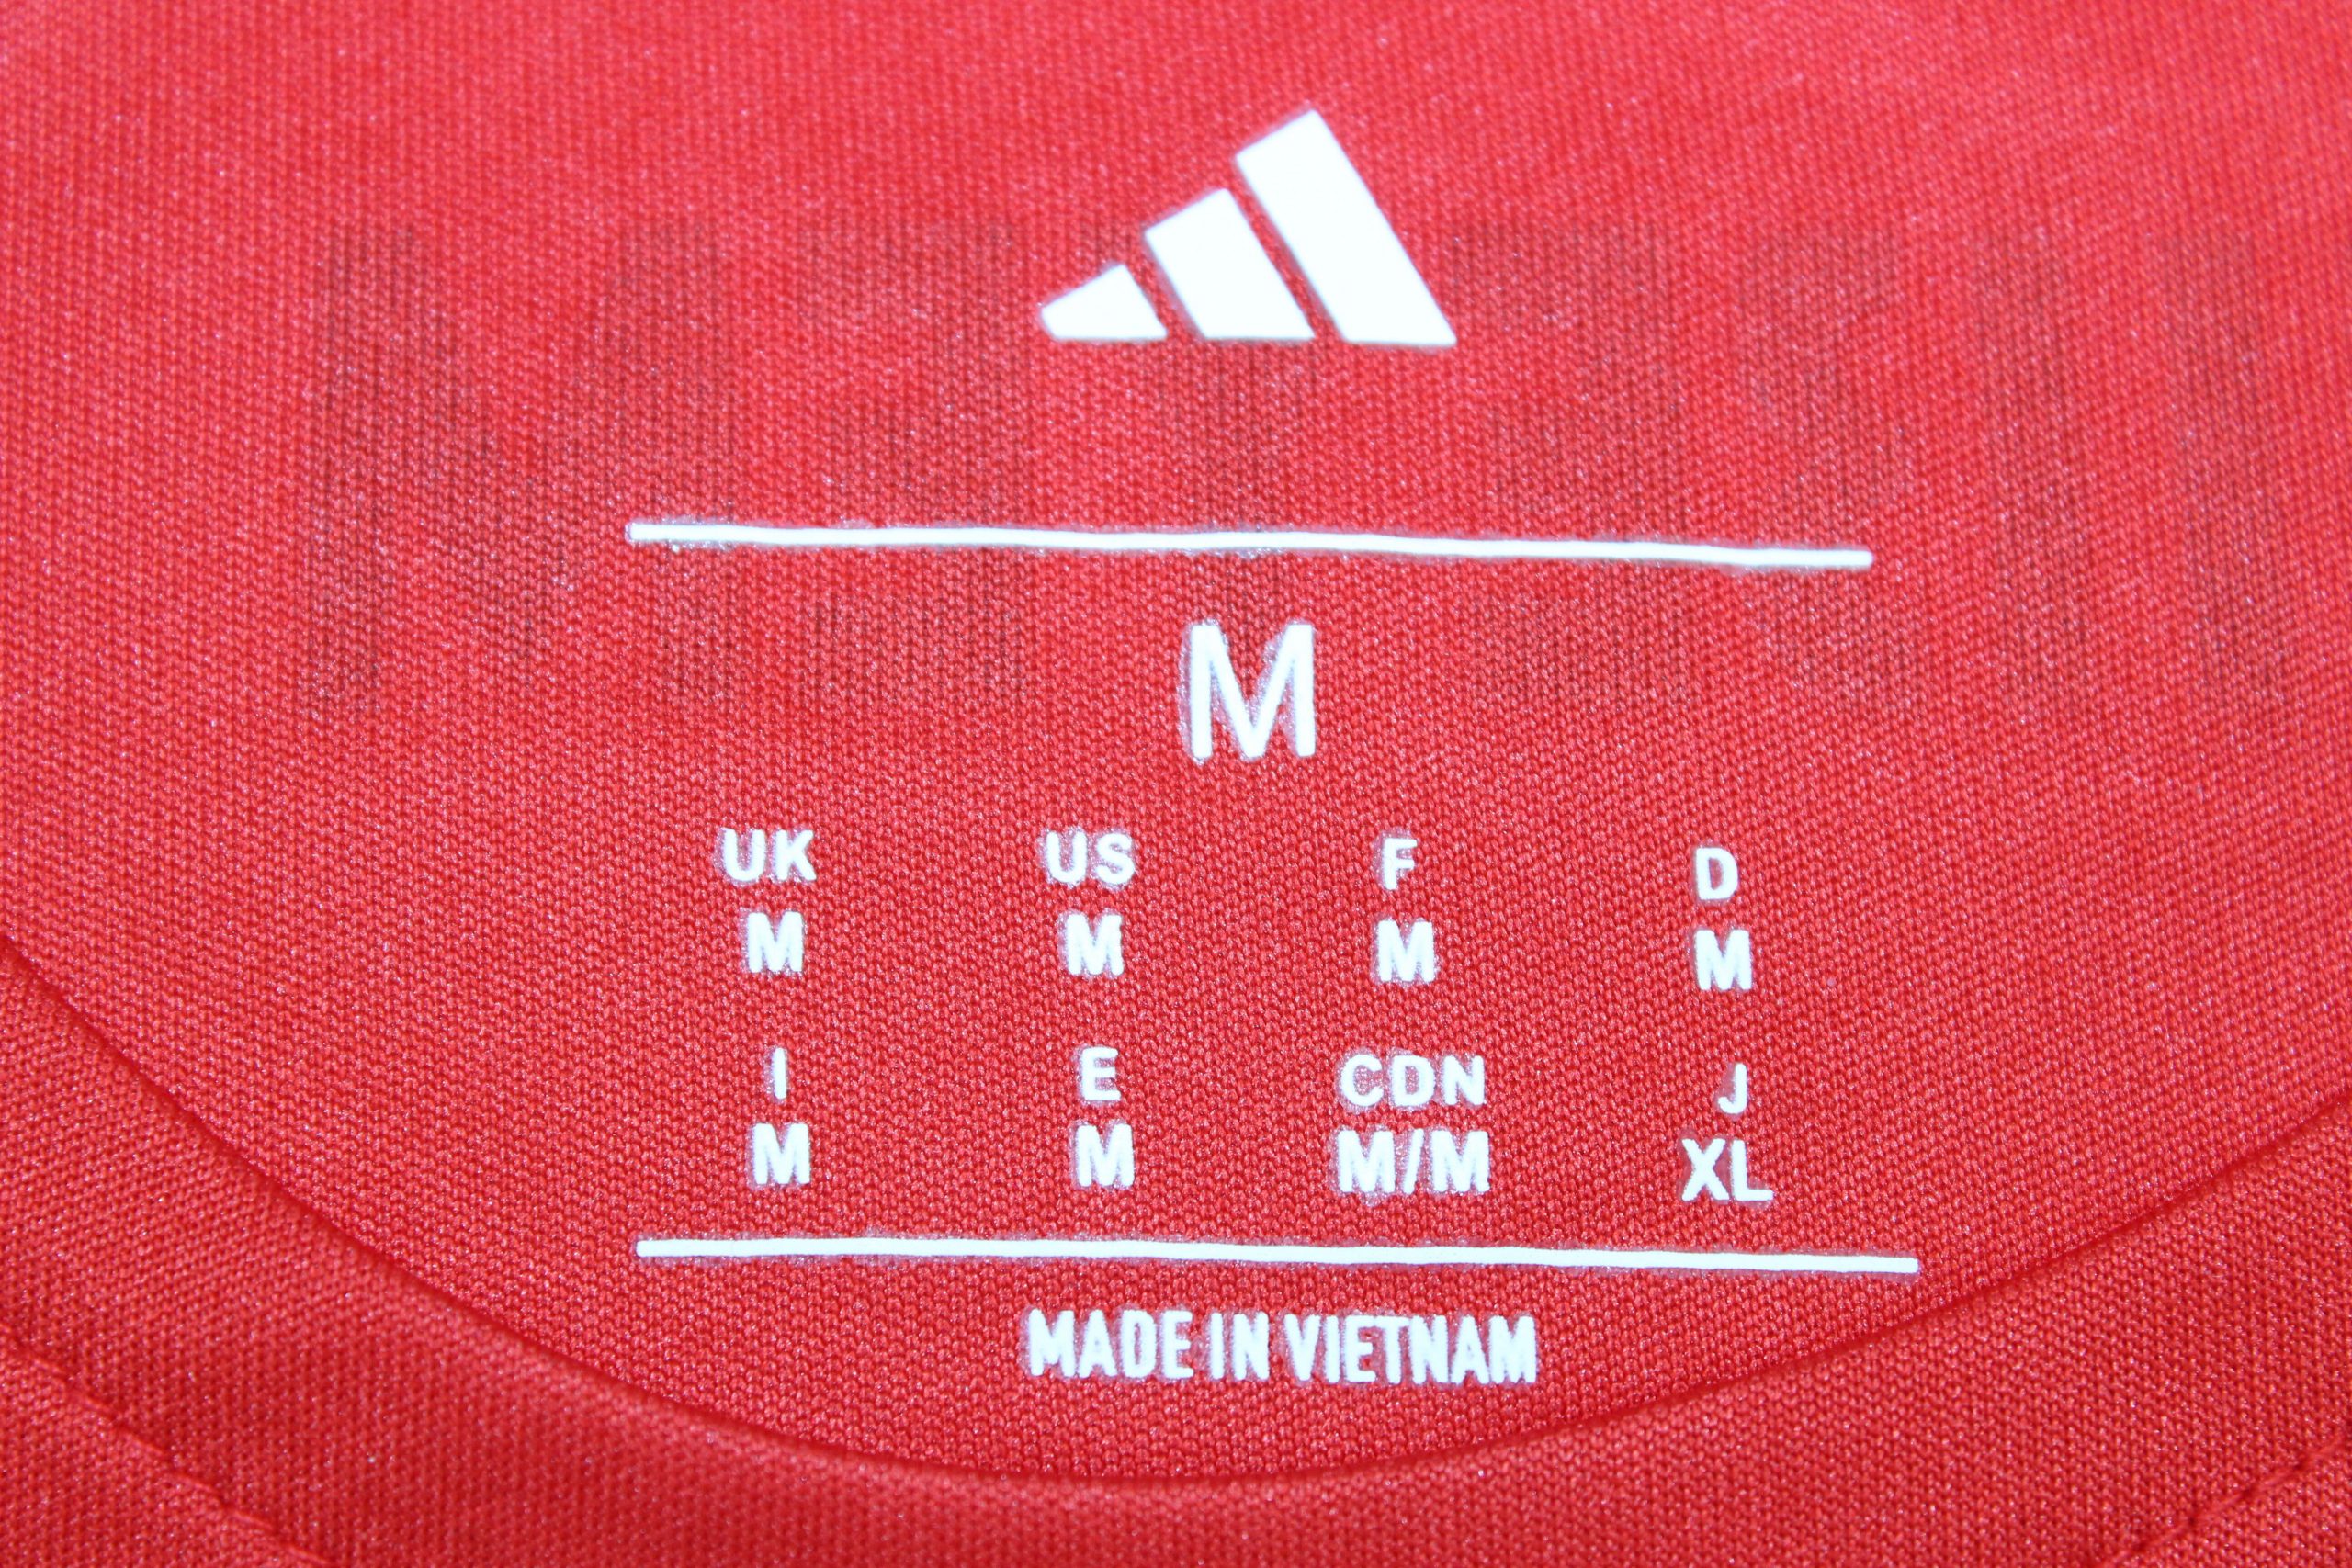 M
UK US F D
M M M M
I E CDN J
M M M/M XL
MADE IN VIETNAM